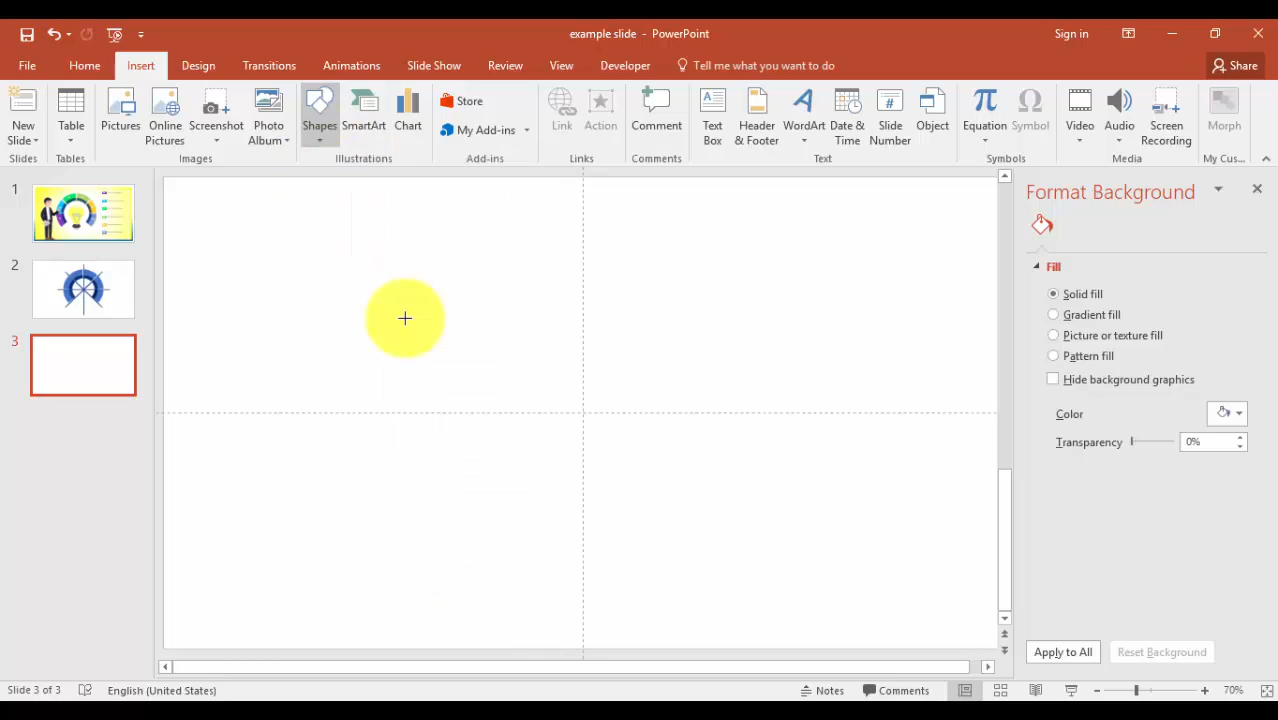 example slide - PowerPoint
Sign in
File Home Insert Design Transitions Animations Slide Show Review View Developer Tell me what you want to do Share
New Slide
Table
Pictures
Online Pictures
Screenshot
Photo Album
Shapes
SmartArt
Chart
Store
My Add-ins
Link
Action
Comment
Text Box
Header & Footer
WordArt
Date & Time
Slide Number
Object
Equation
Symbol
Video
Audio
Screen Recording
Morph
Slides Tables Images Illustrations Add-ins Links Comments Text Symbols Media My Cus...
1
2
3
Format Background
Fill
Solid fill
Gradient fill
Picture or texture fill
Pattern fill
Hide background graphics
Color
Transparency 0%
Apply to All Reset Background
Slide 3 of 3 English (United States) Notes Comments 70%